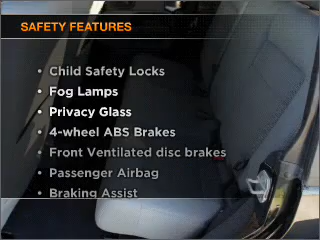 SAFETY FEATURES
• Child Safety Locks
• Fog Lamps
• Privacy Glass
• 4-wheel ABS Brakes
• Front Ventilated disc brakes
• Passenger Airbag
• Braking Assist